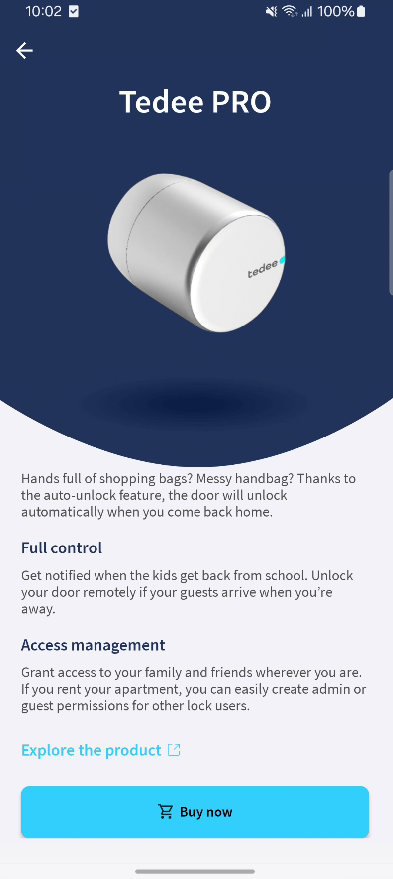 10:02
100%
Tedee PRO
tedee
Hands full of shopping bags? Messy handbag? Thanks to
the auto-unlock feature, the door will unlock
automatically when you come back home.
Full control
Get notified when the kids get back from school. Unlock
your door remotely if your guests arrive when you're
away.
Access management
Grant access to your family and friends wherever you are.
If you rent your apartment, you can easily create admin or
guest permissions for other lock users.
Explore the product
Buy now